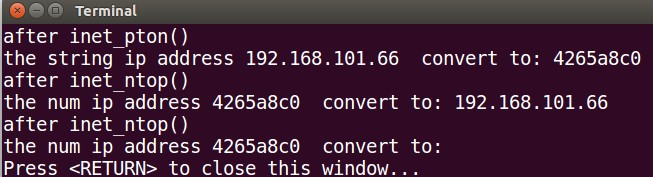 Terminal
after inet_pton()
the string ip address 192.168.101.66  convert to: 4265a8c0
after inet_ntop()
the num ip address 4265a8c0  convert to: 192.168.101.66
after inet_ntop()
the num ip address 4265a8c0  convert to:
Press <RETURN> to close this window...